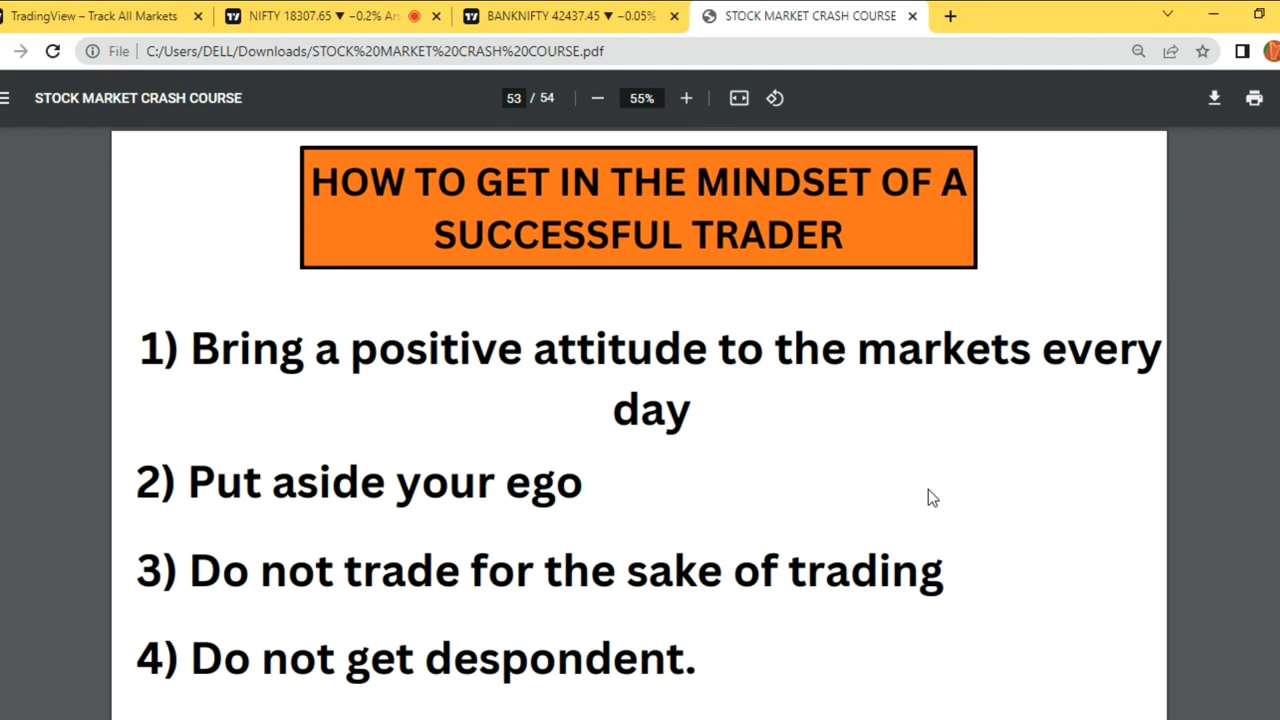 TradingView – Track All Markets
NIFTY 18307.65 ▼ −0.2%
BANKNIFTY 42437.45 ▼ −0.05%
STOCK MARKET CRASH COURSE
File C:/Users/DELL/Downloads/STOCK%20MARKET%20CRASH%20COURSE.pdf
STOCK MARKET CRASH COURSE
53 / 54
55%
HOW TO GET IN THE MINDSET OF A
SUCCESSFUL TRADER
1) Bring a positive attitude to the markets every
day
2) Put aside your ego
3) Do not trade for the sake of trading
4) Do not get despondent.